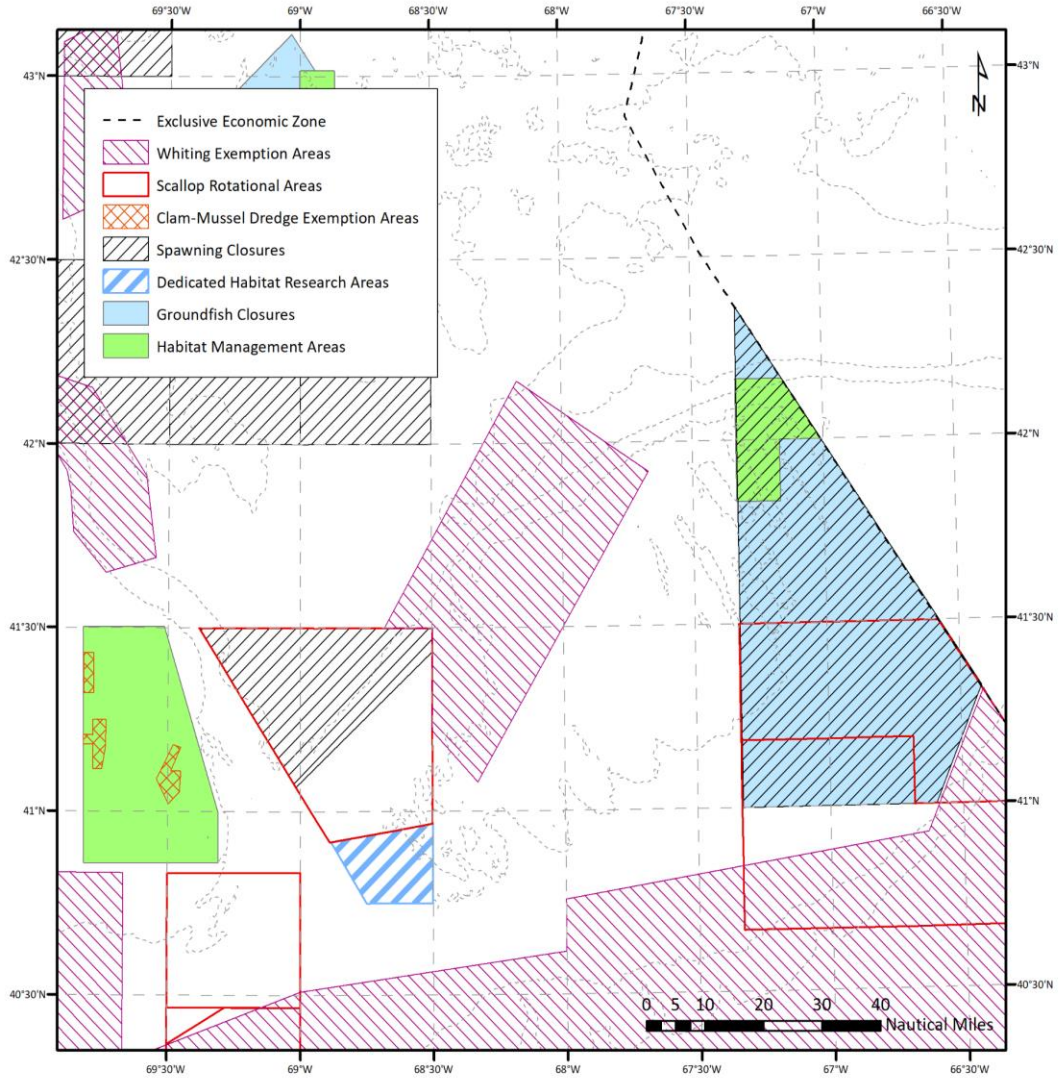 69°30'W 69°W 68°30'W 68°W 67°30'W 67°W 66°30'W
43°N
43°N
N
Exclusive Economic Zone
Whiting Exemption Areas
Scallop Rotational Areas
Clam-Mussel Dredge Exemption Areas
Spawning Closures
Dedicated Habitat Research Areas
Groundfish Closures
Habitat Management Areas
42°30'N
42°30'N
42°N
42°N
41°30'N
41°30'N
41°N
41°N
40°30'N
40°30'N
0 5 10 20 30 40
Nautical Miles
69°30'W 69°W 68°30'W 68°W 67°30'W 67°W 66°30'W